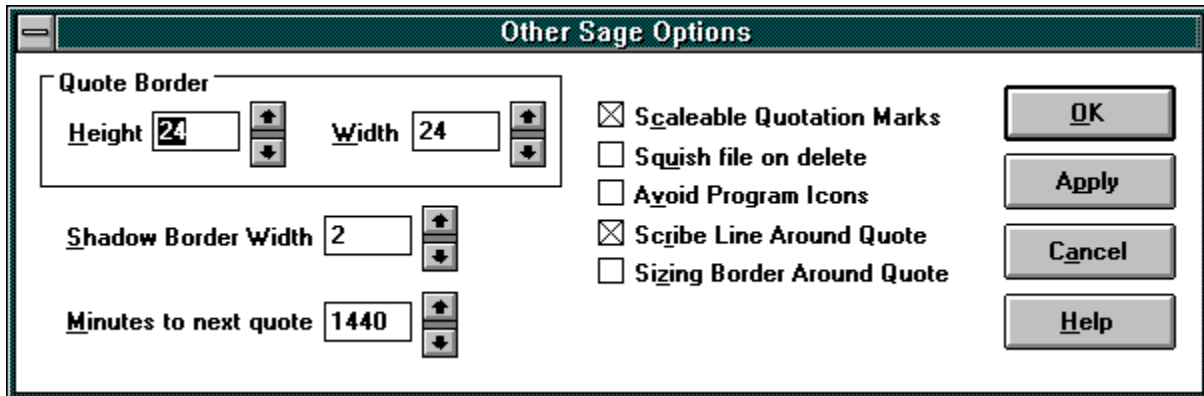 Other Sage Options
Quote Border
Height 24 Width 24
Shadow Border Width 2
Minutes to next quote 1440
Scaleable Quotation Marks
Squish file on delete
Avoid Program Icons
Scribe Line Around Quote
Sizing Border Around Quote
OK
Apply
Cancel
Help